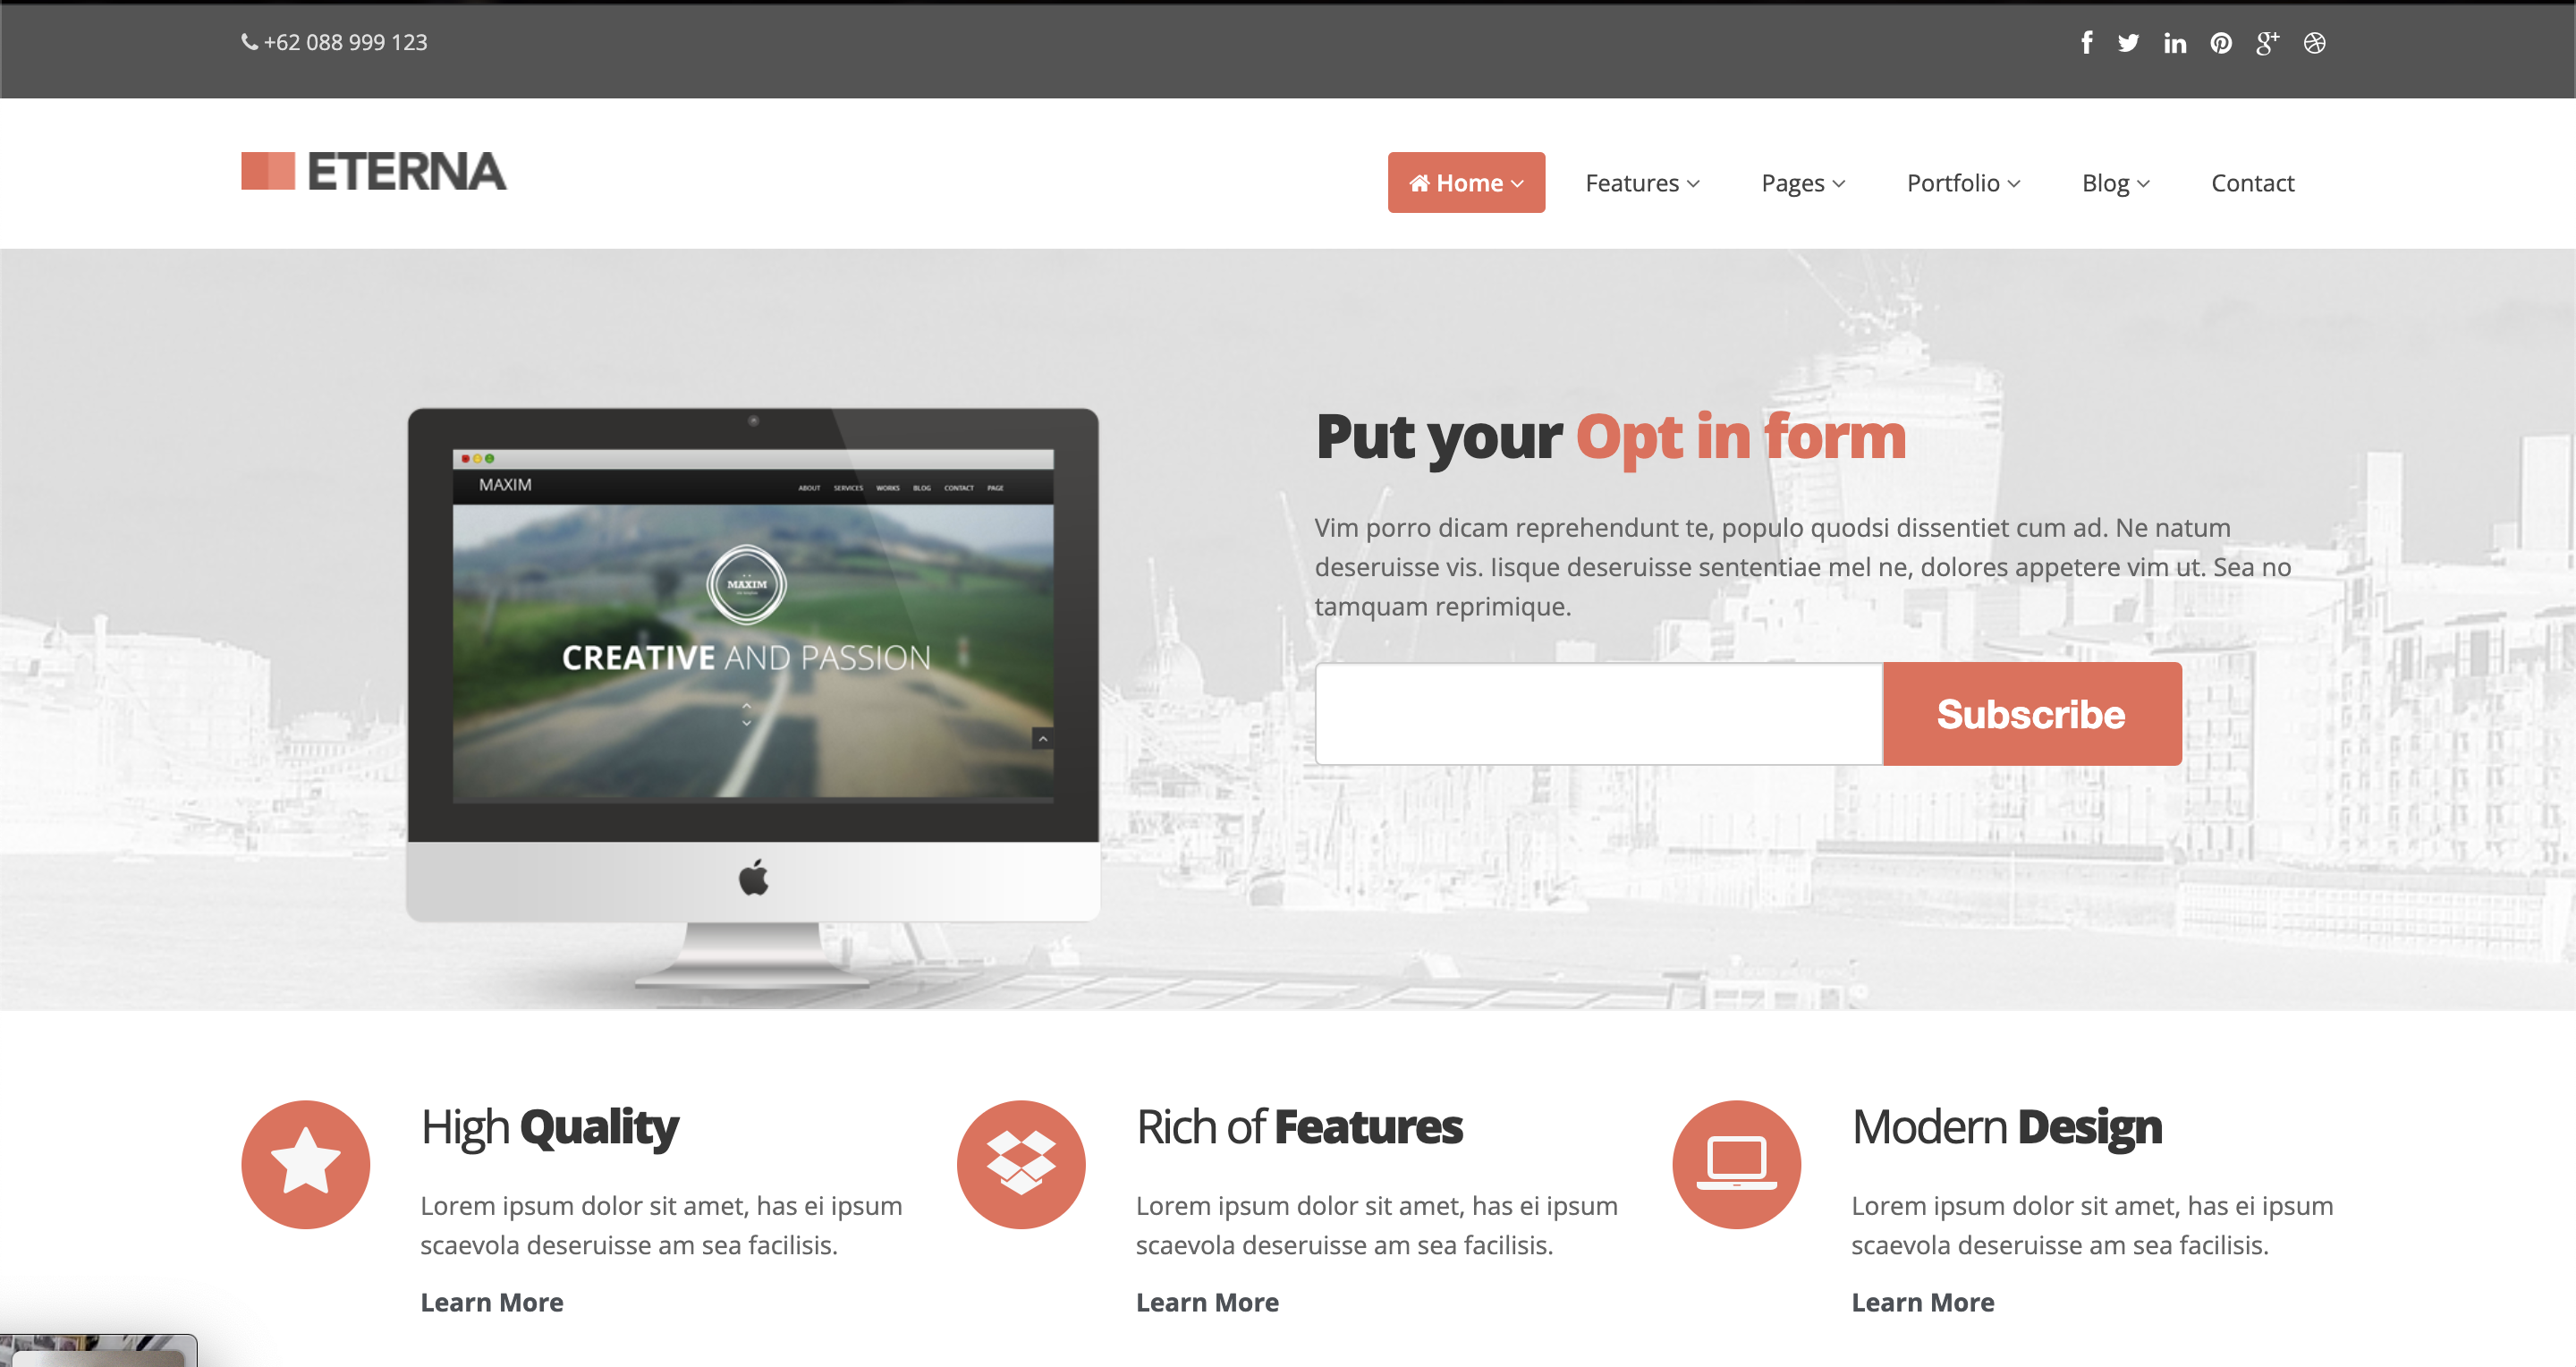 +62 088 999 123
ETERNA
Home Features Pages Portfolio Blog Contact
MAXIM
ABOUT SERVICES WORKS BLOG CONTACT PAGE
MAXIM
CREATIVE AND PASSION
Put your Opt in form
Vim porro dicam reprehendunt te, populo quodsi dissentiet cum ad. Ne natum
deseruisse vis. Iisque deseruisse sententiae mel ne, dolores appetere vim ut. Sea no
tamquam reprimique.
Subscribe
High Quality
Lorem ipsum dolor sit amet, has ei ipsum
scaevola deseruisse am sea facilisis.
Learn More
Rich of Features
Lorem ipsum dolor sit amet, has ei ipsum
scaevola deseruisse am sea facilisis.
Learn More
Modern Design
Lorem ipsum dolor sit amet, has ei ipsum
scaevola deseruisse am sea facilisis.
Learn More